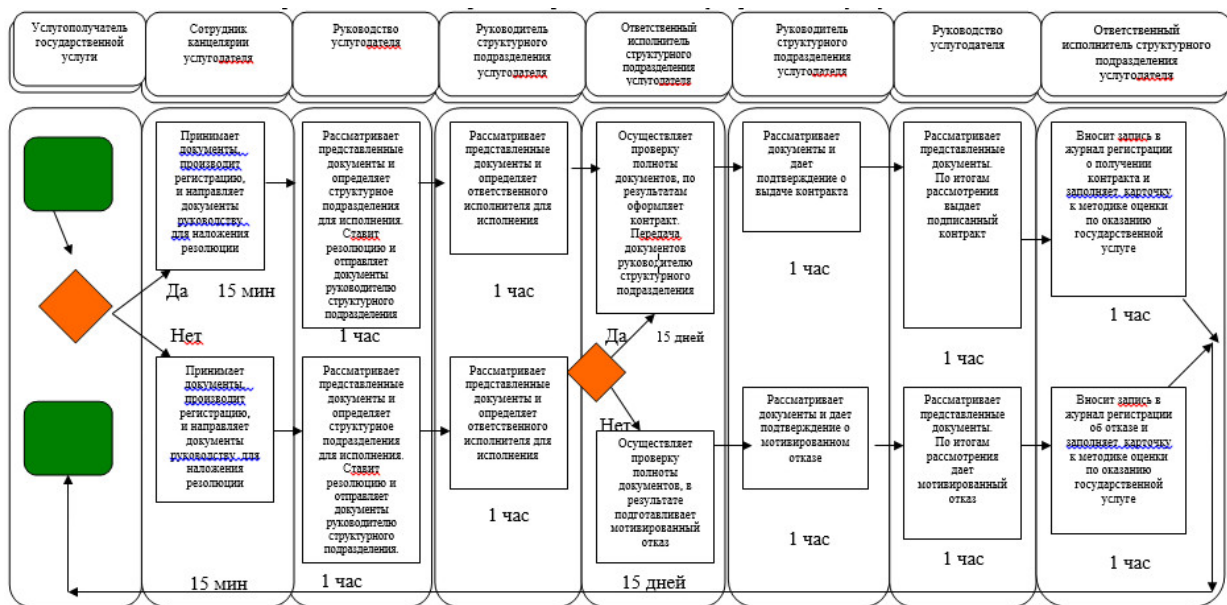 Услугополучатель
государственной
услуги
Сотрудник
канцелярии
услугодателя
Руководство
услугодателя
Руководитель
структурного
подразделения
услугодателя
Ответственный
исполнитель
структурного
подразделения
услугодателя
Руководитель
структурного
подразделения
услугодателя
Руководство
услугодателя
Ответственный
исполнитель структурного
подразделения
услугодателя
Принимает
документы,
производит
регистрацию,
и направляет
документы
руководству
для наложения
резолюции
Да
15 мин
Рассматривает
представленные
документы и
определяет
структурное
подразделения
для исполнения.
Ставит
резолюцию и
отправляет
документы
руководителю
структурного
подразделения
1 час
Рассматривает
представленные
документы и
определяет
ответственного
исполнителя для
исполнения
1 час
Осуществляет
проверку
полноты
документов, по
результатам
оформляет
контракт.
Передача
документов
руководителю
структурного
подразделения
Да
15 дней
Рассматривает
документы и
дает
подтверждение о
выдаче контракта
1 час
Рассматривает
представленные
документы.
По итогам
рассмотрения
выдает
подписанный
контракт
1 час
Вносит запись в
журнал регистрации
о получении
контракта и
заполняет карточку
к методике оценки
по оказанию
государственной
услуге
1 час
Нет
Принимает
документы,
производит
регистрацию,
и направляет
документы
руководству для
наложения
резолюции
15 мин
Рассматривает
представленные
документы и
определяет
структурное
подразделения
для исполнения.
Ставит
резолюцию и
отправляет
документы
руководителю
структурного
подразделения.
1 час
Рассматривает
представленные
документы и
определяет
ответственного
исполнителя для
исполнения
1 час
Нет
Осуществляет
проверку
полноты
документов, в
результате
подготавливает
мотивированный
отказ
15 дней
Рассматривает
документы и дает
подтверждение о
мотивированном
отказе
1 час
Рассматривает
представленные
документы.
По итогам
рассмотрения
дает
мотивированный
отказ
1 час
Вносит запись в
журнал регистрации
об отказе и
заполняет карточку
к методике оценки
по оказанию
государственной
услуге
1 час